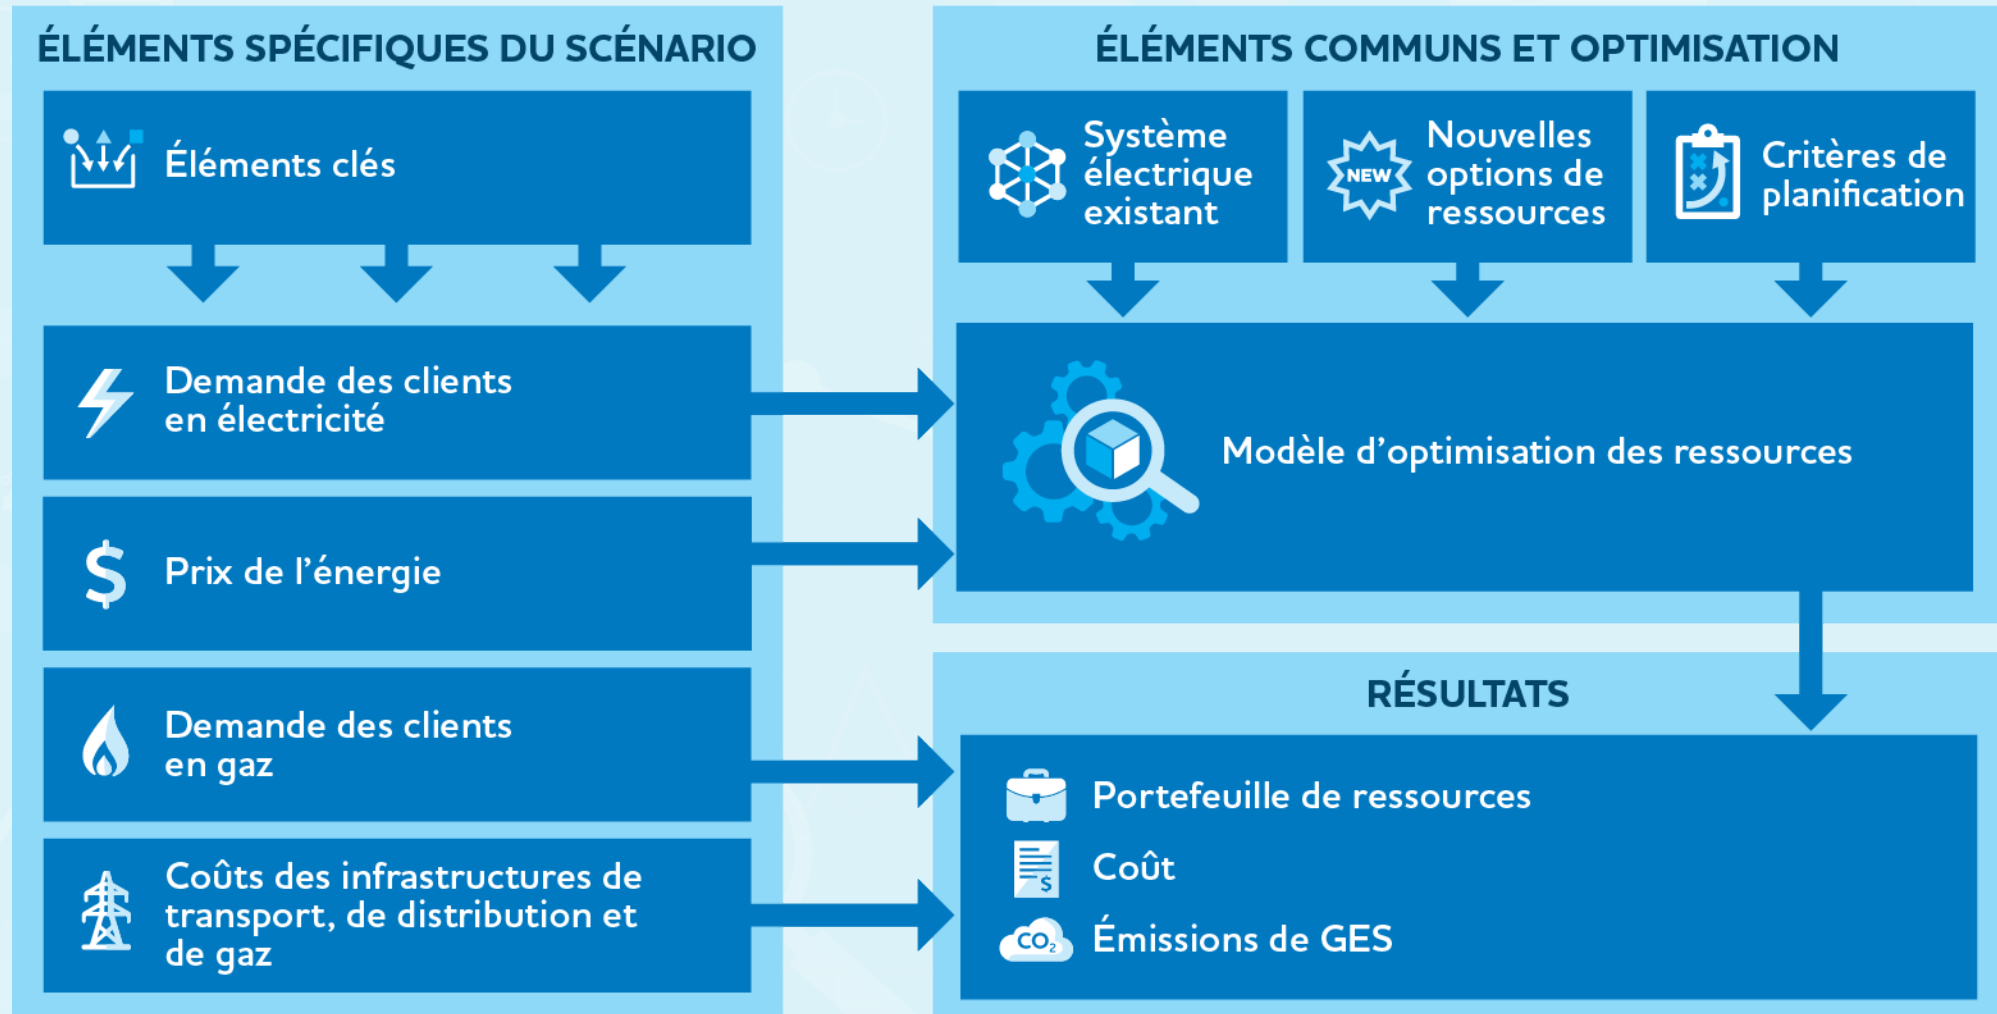 ÉLÉMENTS SPÉCIFIQUES DU SCÉNARIO
Éléments clés
Demande des clients
en électricité
$
Prix de l’énergie
Demande des clients
en gaz
Coûts des infrastructures de
transport, de distribution et
de gaz
ÉLÉMENTS COMMUNS ET OPTIMISATION
Système
électrique
existant
NEW
Nouvelles
options de
ressources
Critères de
planification
Modèle d’optimisation des ressources
RÉSULTATS
Portefeuille de ressources
$
Coût
CO₂
Émissions de GES